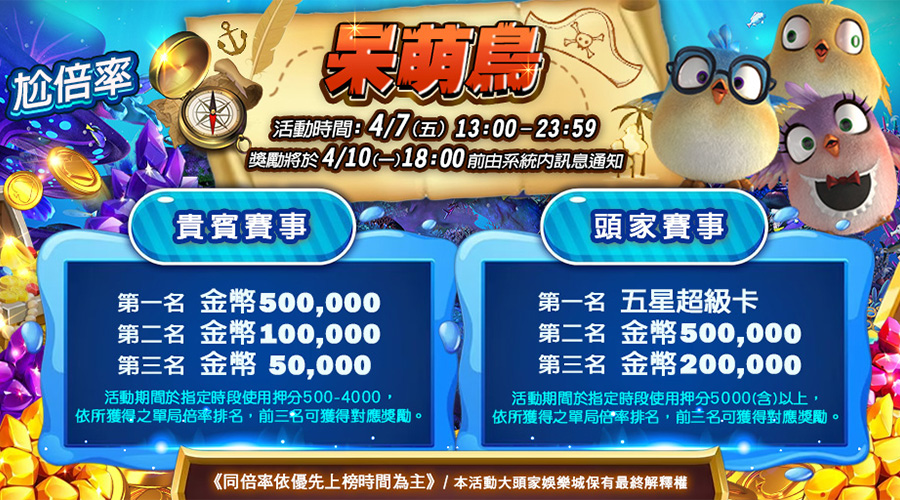 尬倍率
呆萌鳥
活動時間：4/7(五) 13:00-23:59
獎勵將於 4/10(一)18:00 前由系統內訊息通知
貴賓賽事
第一名 金幣500,000
第二名 金幣100,000
第三名 金幣 50,000
活動期間於指定時段使用押分500-4000，
依所獲得之單局倍率排名，前三名可獲得對應獎勵。
頭家賽事
第一名 五星超級卡
第二名 金幣500,000
第三名 金幣200,000
活動期間於指定時段使用押分5000(含)以上，
依所獲得之單局倍率排名，前三名可獲得對應獎勵。
《同倍率依優先上榜時間為主》/ 本活動大頭家娛樂城保有最終解釋權